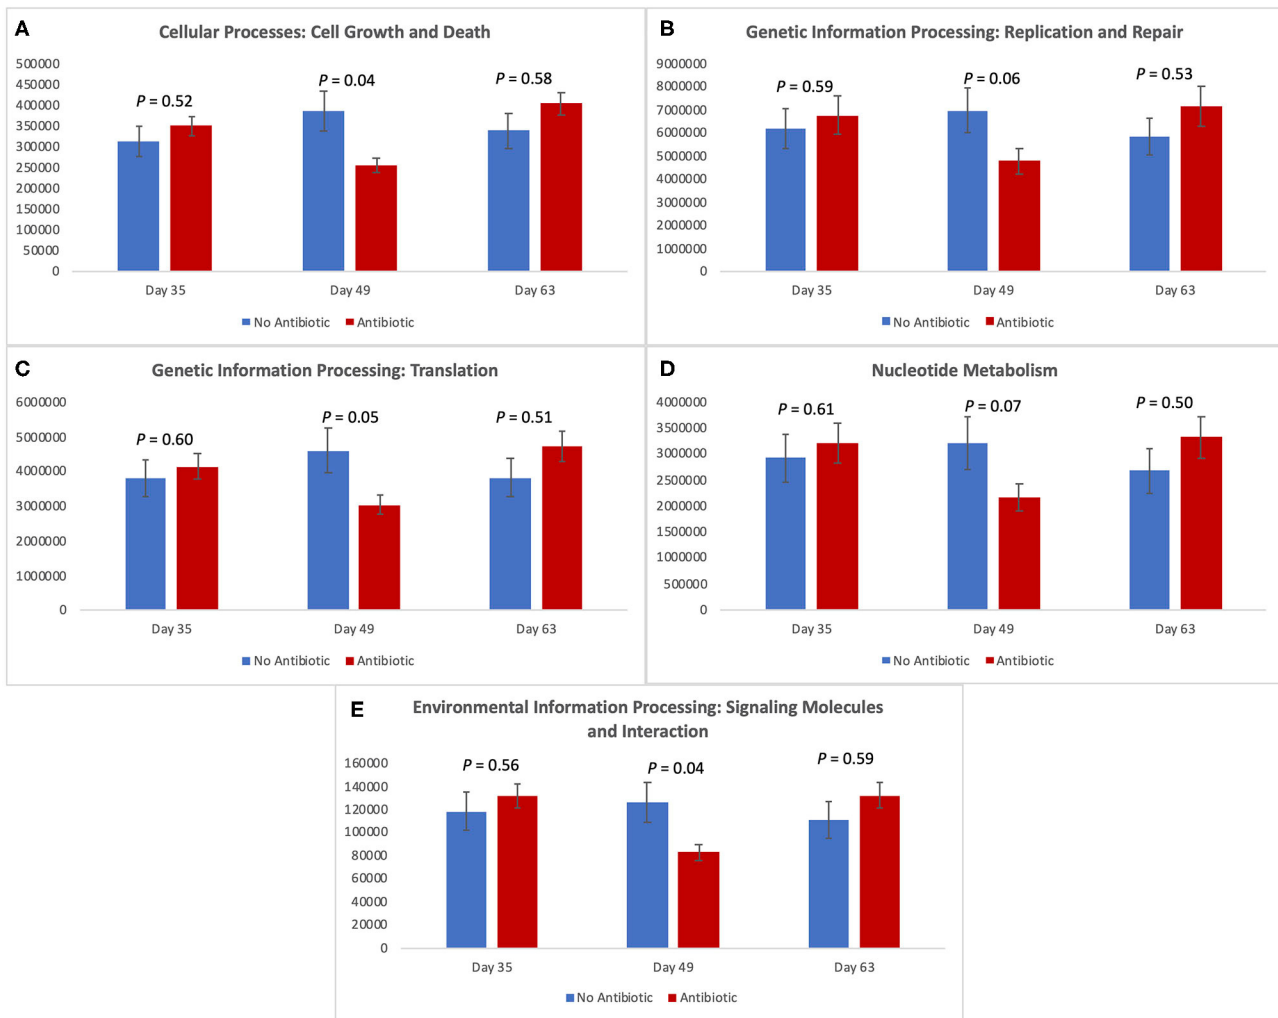 A
Cellular Processes: Cell Growth and Death
500000
450000
400000
350000
300000
250000
200000
150000
100000
50000
0
P = 0.52
P = 0.04
P = 0.58
Day 35
Day 49
Day 63
No Antibiotic
Antibiotic
B
Genetic Information Processing: Replication and Repair
9000000
8000000
7000000
6000000
5000000
4000000
3000000
2000000
1000000
0
P = 0.59
P = 0.06
P = 0.53
Day 35
Day 49
Day 63
No Antibiotic
Antibiotic
C
Genetic Information Processing: Translation
6000000
5000000
4000000
3000000
2000000
1000000
0
P = 0.60
P = 0.05
P = 0.51
Day 35
Day 49
Day 63
No Antibiotic
Antibiotic
D
Nucleotide Metabolism
4000000
3500000
3000000
2500000
2000000
1500000
1000000
500000
0
P = 0.61
P = 0.07
P = 0.50
Day 35
Day 49
Day 63
No Antibiotic
Antibiotic
E
Environmental Information Processing: Signaling Molecules
and Interaction
160000
140000
120000
100000
80000
60000
40000
20000
0
P = 0.56
P = 0.04
P = 0.59
Day 35
Day 49
Day 63
No Antibiotic
Antibiotic